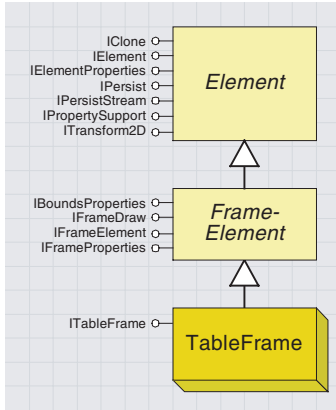 IClone
IElement
IElementProperties
IPersist
IPersistStream
IPropertySupport
ITransform2D
Element
IBoundsProperties
IFrameDraw
IFrameElement
IFrameProperties
Frame-
Element
ITableFrame
TableFrame